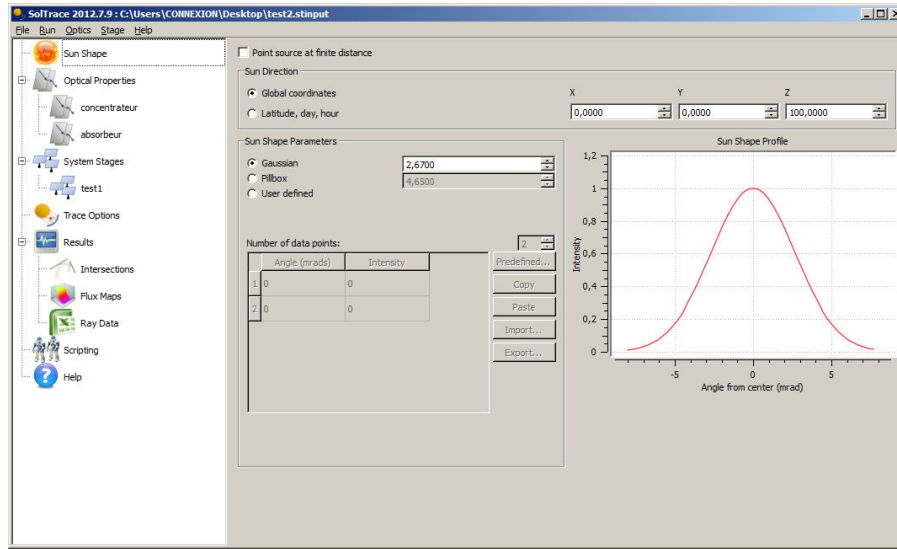 SolTrace 2012.7.9 : C:\Users\CONNEXION\Desktop\test2.stinput
File Run Optics Stage Help
Sun Shape
Optical Properties
concentrateur
absorbeur
System Stages
test1
Trace Options
Results
Intersections
Flux Maps
Ray Data
Scripting
Help
Point source at finite distance
Sun Direction
Global coordinates
Latitude, day, hour
X Y Z
0,0000 0,0000 100,0000
Sun Shape Parameters
Gaussian 2,6700
Pillbox 4,6500
User defined
Number of data points: 2
Angle (mrads) Intensity
1 0 0
2 0 0
Predefined...
Copy
Paste
Import...
Export...
Sun Shape Profile
1,2
1
0,8
0,6
0,4
0,2
0
Intensity
-5 0 5
Angle from center (mrad)